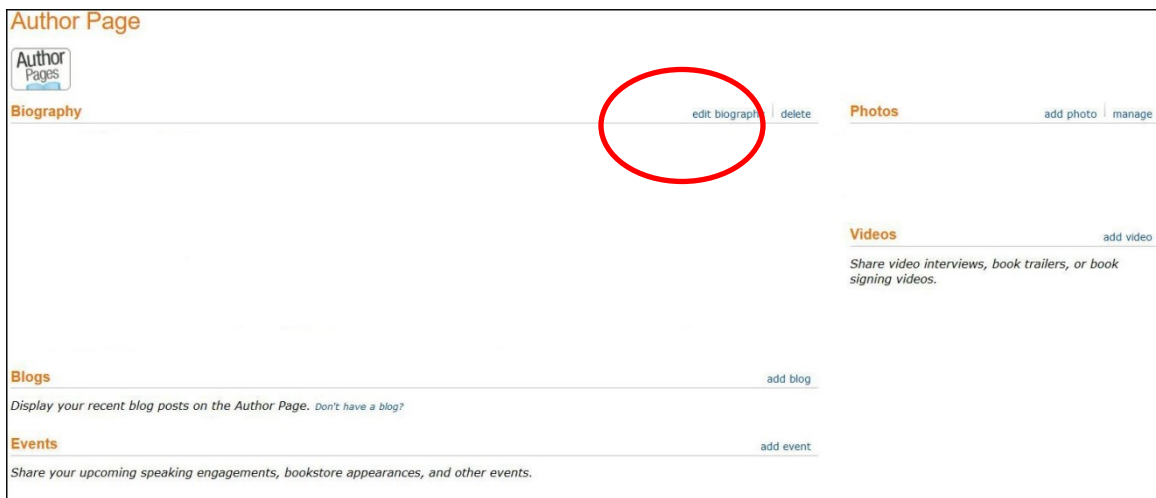 Author Page
Author
Pages
Biography
edit biography
delete
Photos
add photo
manage
Videos
add video
Share video interviews, book trailers, or book
signing videos.
Blogs
add blog
Display your recent blog posts on the Author Page. Don't have a blog?
Events
add event
Share your upcoming speaking engagements, bookstore appearances, and other events.